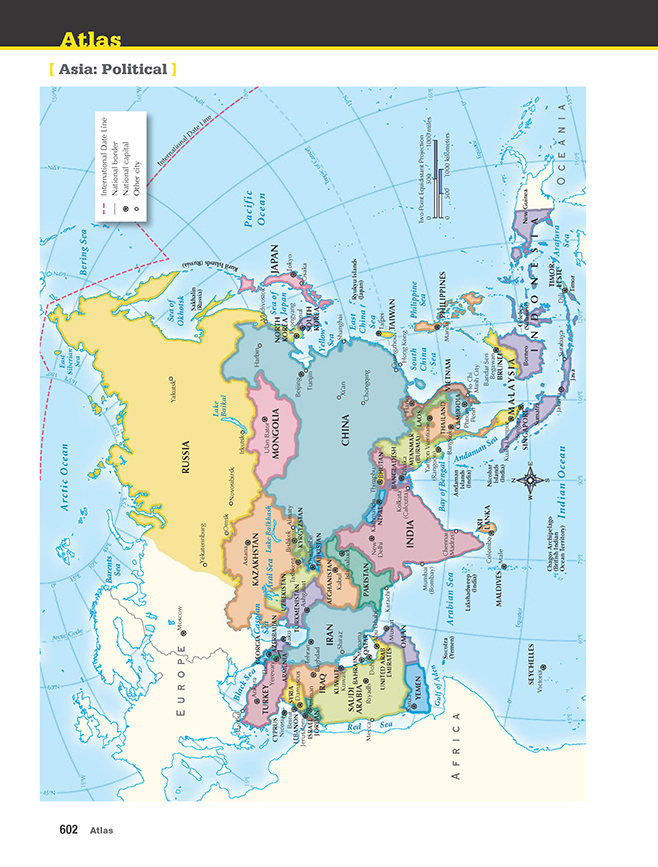 Atlas
[ Asia: Political ]
International Date Line
National border
National capital
Other city
International Date Line
Two-Point Equidistant Projection
0 500 1000 miles
0 500 1000 kilometers
Arctic Ocean
Barents
Sea
East
Siberian
Sea
Bering Sea
Pacific
Ocean
Arctic Circle
Tropic of Cancer
Equator
EUROPE
AFRICA
OCEANIA
Moscow
RUSSIA
Yekaterinburg
Omsk
Novosibirsk
Irkutsk
Yakutsk
Lake
Baikal
Sea of
Okhotsk
Sakhalin
(Russia)
Kuril Islands (Russia)
Vladivostok
JAPAN
Tokyo
Osaka
Sea of
Japan
NORTH
KOREA
Pyongyang
SOUTH
KOREA
Seoul
Yellow
Sea
East
China
Sea
Ryukyu Islands
(Japan)
MONGOLIA
Ulan Bator
CHINA
Harbin
Beijing
Tianjin
Xi'an
Chongqing
Shanghai
Guangzhou
Hong Kong
TAIWAN
Taipei
Philippine
Sea
PHILIPPINES
Manila
South
China
Sea
KAZAKHSTAN
Astana
Lake Balkhash
Almaty
Aral Sea
Caspian
Sea
Black Sea
GEORGIA
ARMENIA
Yerevan
AZERBAIJAN
Baku
UZBEKISTAN
Tashkent
TURKMENISTAN
Ashgabat
KYRGYZSTAN
Bishkek
TAJIKISTAN
AFGHANISTAN
Kabul
PAKISTAN
Islamabad
Karachi
TURKEY
Ankara
CYPRUS
Nicosia
SYRIA
Damascus
LEBANON
Beirut
ISRAEL
Jerusalem
JORDAN
IRAQ
Baghdad
IRAN
Tehran
Shiraz
KUWAIT
Kuwait
SAUDI
ARABIA
Riyadh
Mecca
BAHRAIN
Manama
QATAR
Doha
UNITED ARAB
EMIRATES
OMAN
Muscat
YEMEN
Red Sea
Gulf of Aden
Socotra
(Yemen)
Arabian Sea
INDIA
New
Delhi
Mumbai
(Bombay)
Chennai
(Madras)
Kolkata
(Calcutta)
NEPAL
Kathmandu
BHUTAN
Thimphu
BANGLADESH
Dhaka
SRI
LANKA
Colombo
MALDIVES
Male
Lakshadweep
(India)
Bay of Bengal
Andaman
Islands
(India)
Nicobar
Islands
(India)
Andaman Sea
MYANMAR
(BURMA)
Yangon
(Rangoon)
LAOS
Vientiane
Hanoi
VIETNAM
THAILAND
Bangkok
CAMBODIA
Phnom
Penh
Ho Chi
Minh City
Bandar Seri
Begawan
BRUNEI
MALAYSIA
Kuala Lumpur
SINGAPORE
INDONESIA
Sumatra
Borneo
Celebes
(Sulawesi)
Jakarta
Java
Surabaya
TIMOR-
LESTE
Dili
Timor
New Guinea
Arafura
Sea
Indian Ocean
Chagos Archipelago
(British Indian
Ocean Territory)
SEYCHELLES
Victoria
N
E
S
W
602 Atlas